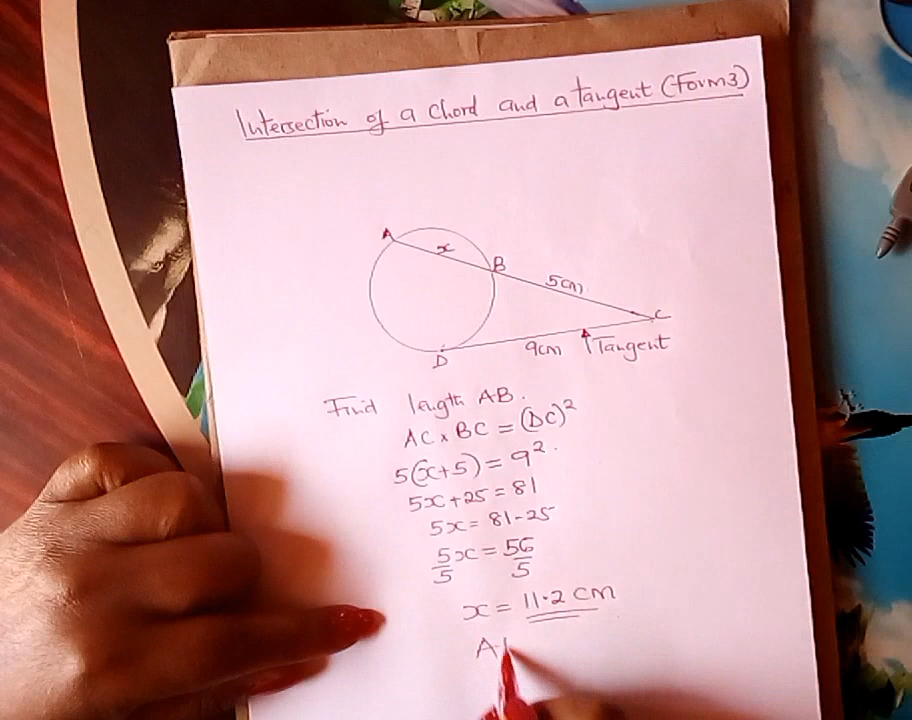 Intersection of a chord and a tangent (Form3)
A
x
B
5cm
C
D
9cm
Tangent
Find length AB.
AC x BC = (DC)²
5(x+5) = 9².
5x+25 = 81
5x = 81-25
5x = 56
5 5
x = 11.2 cm
A